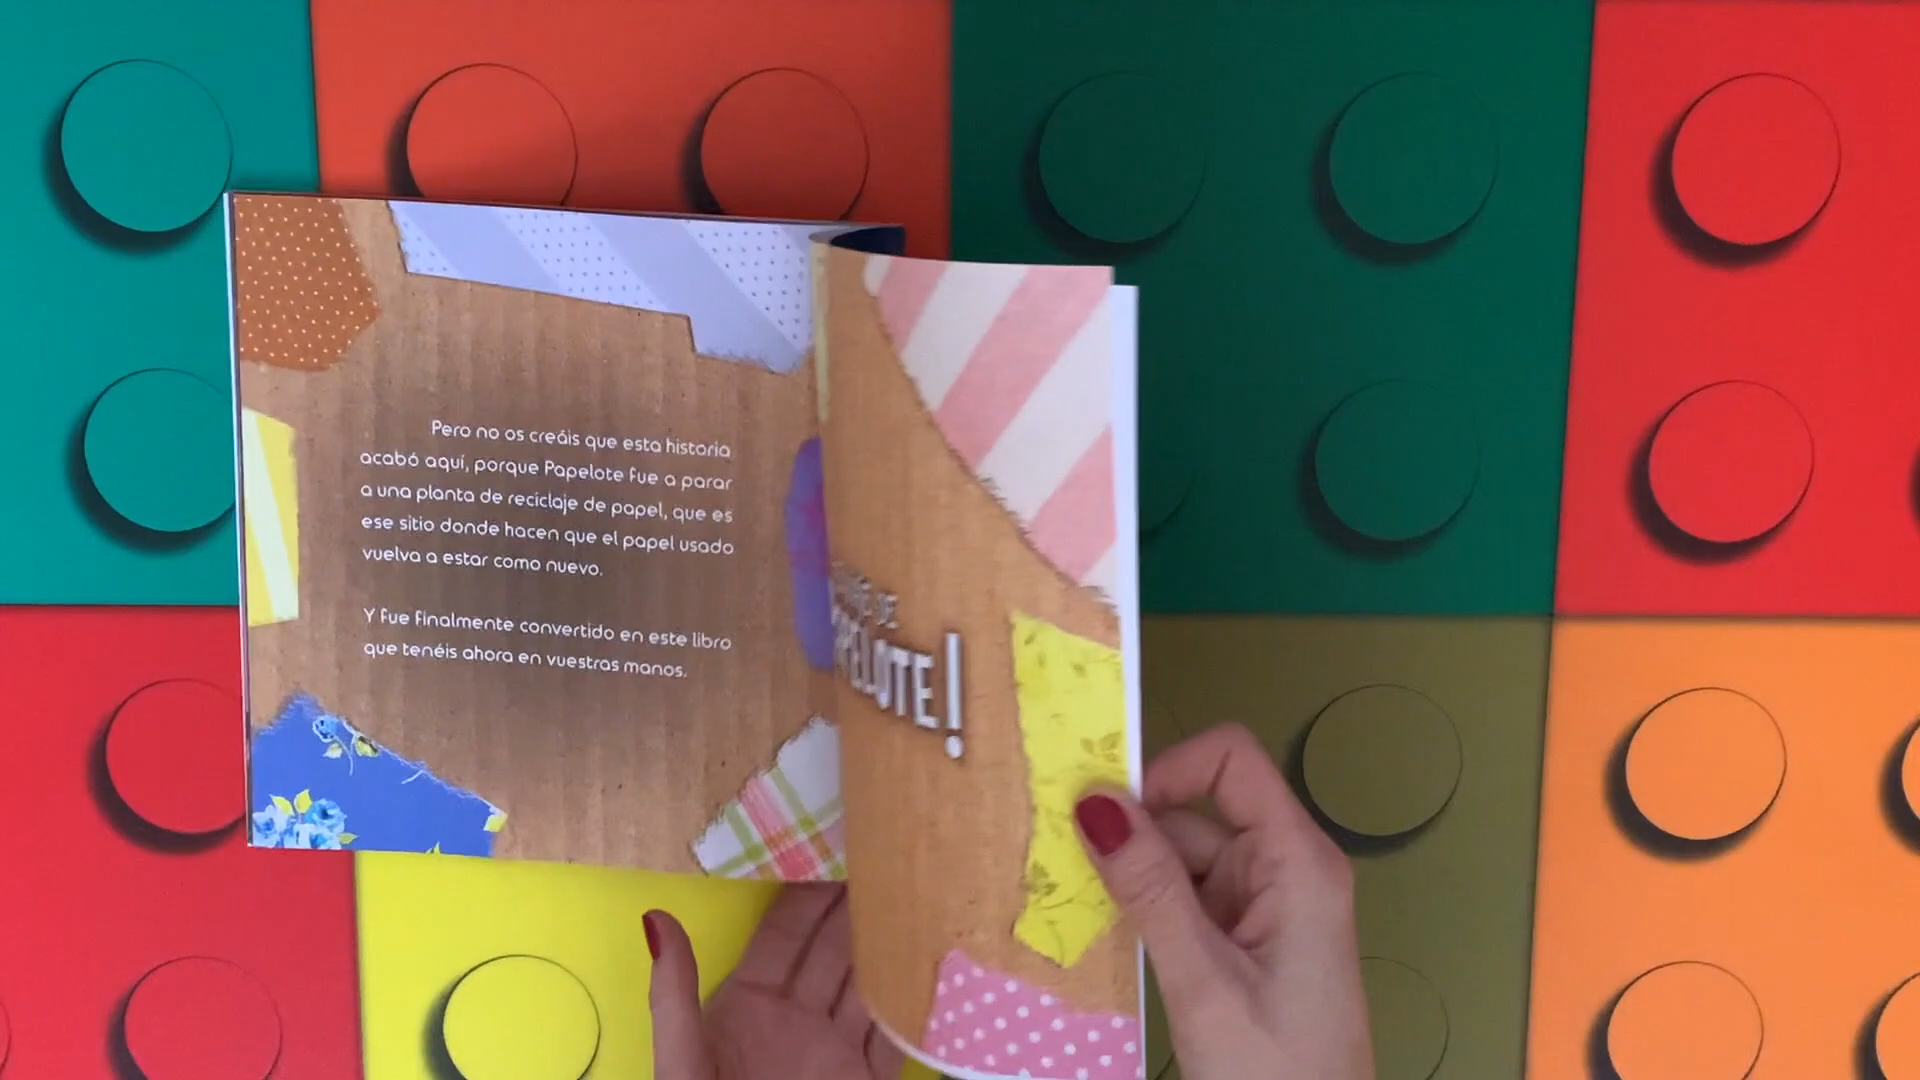 Pero no os creáis que esta historia
acabó aquí, porque Papelote fue a parar
a una planta de reciclaje de papel, que es
ese sitio donde hacen que el papel usado
vuelva a estar como nuevo.
Y fue finalmente convertido en este libro
que tenéis ahora en vuestras manos.
DE
PELOTE!